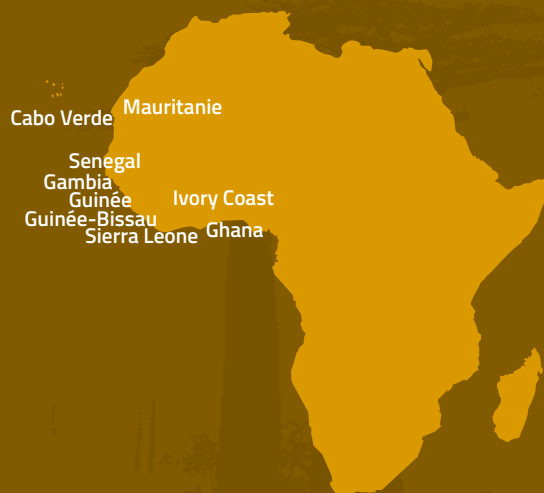 Mauritanie
Cabo Verde
Senegal
Gambia
Guinée
Ivory Coast
Guinée-Bissau
Ghana
Sierra Leone